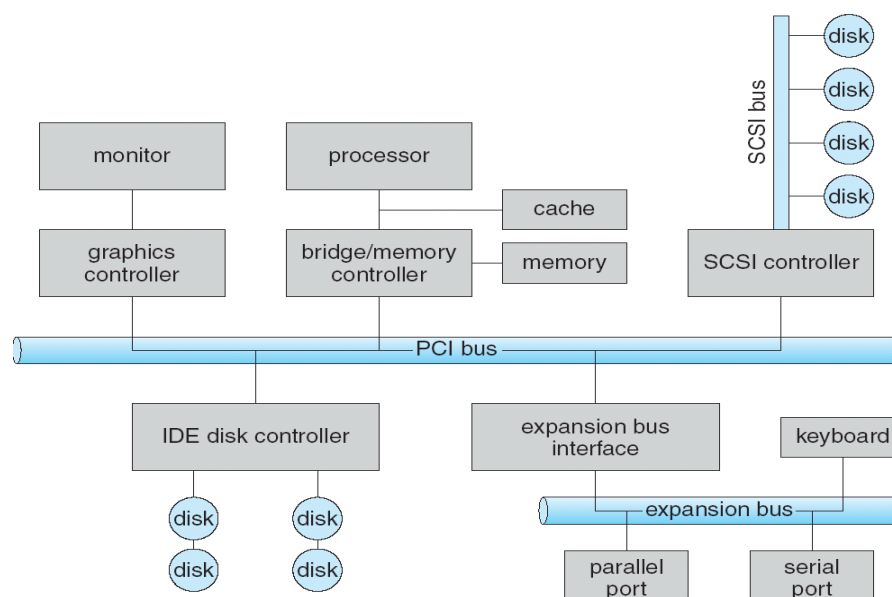 disk
disk
SCSI bus
disk
disk
monitor
processor
cache
graphics
controller
bridge/memory
controller
memory
SCSI controller
PCI bus
IDE disk controller
expansion bus
interface
keyboard
disk
disk
expansion bus
disk
disk
parallel
port
serial
port